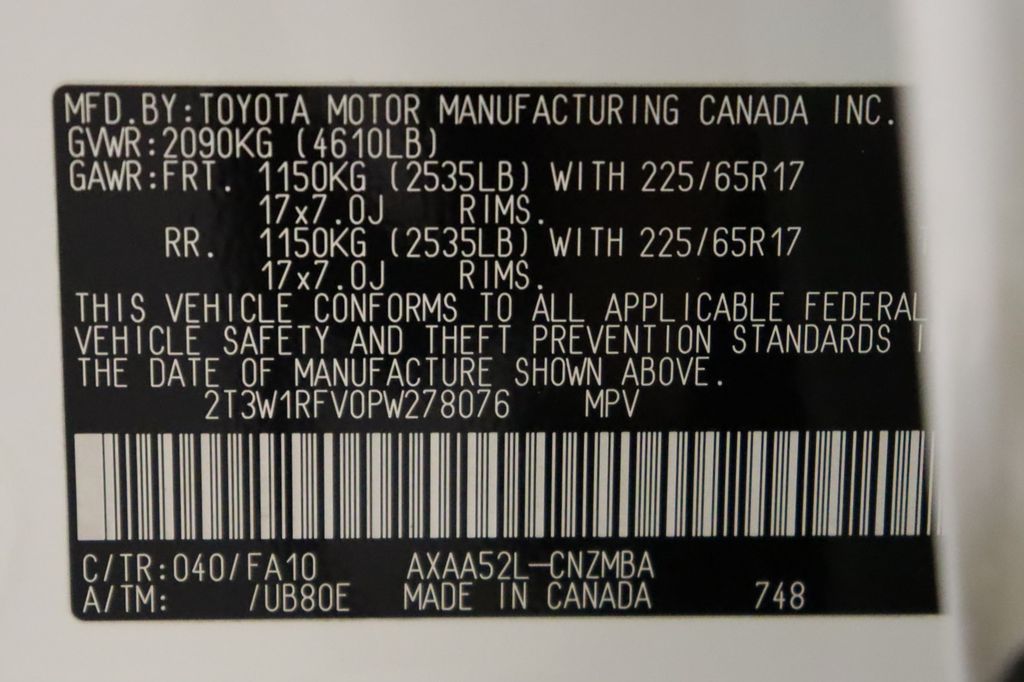 MFD.BY:TOYOTA MOTOR MANUFACTURING CANADA INC.
GVWR:2090KG (4610LB)
GAWR:FRT. 1150KG (2535LB) WITH 225/65R17
17x7.0J RIMS.
RR. 1150KG (2535LB) WITH 225/65R17
17x7.0J RIMS.
THIS VEHICLE CONFORMS TO ALL APPLICABLE FEDERAL
VEHICLE SAFETY AND THEFT PREVENTION STANDARDS
THE DATE OF MANUFACTURE SHOWN ABOVE.
2T3W1RFV0PW278076 MPV
C/TR:040/FA10 AXAA52L-CNZMBA
A/TM: /UB80E MADE IN CANADA 748